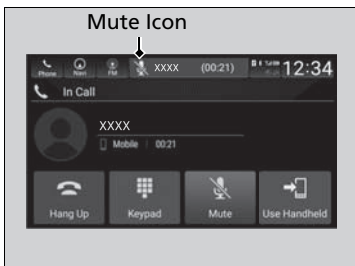 Mute Icon
Phone Navi FM XXXX (00:21) 12:34
In Call
XXXX
Mobile 00:21
Hang Up Keypad Mute Use Handheld